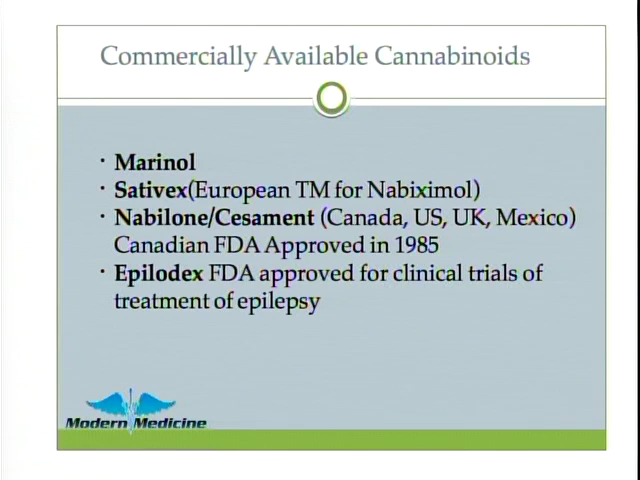 Commercially Available Cannabinoids
· Marinol
· Sativex(European TM for Nabiximol)
· Nabilone/Cesament (Canada, US, UK, Mexico)
Canadian FDA Approved in 1985
· Epilodex FDA approved for clinical trials of
treatment of epilepsy
Modern Medicine